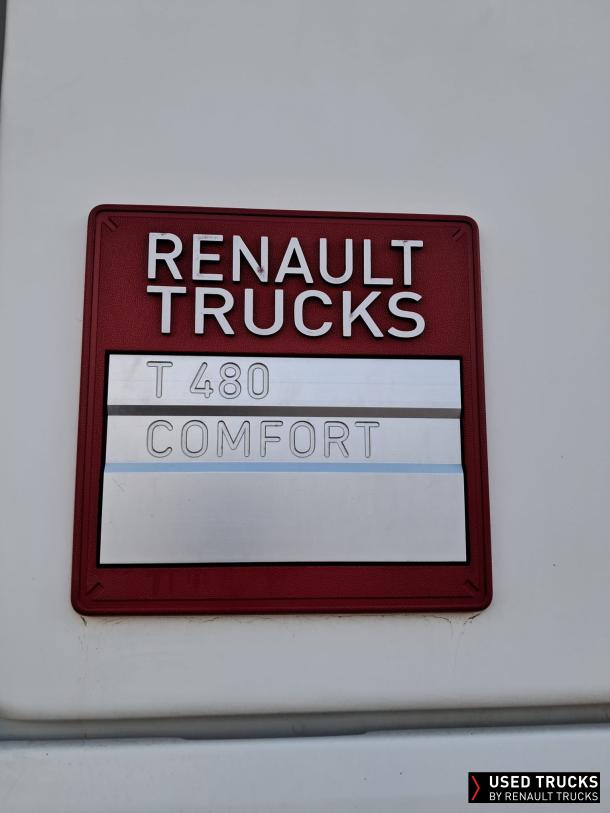 RENAULT
TRUCKS
T 480
COMFORT
USED TRUCKS
BY RENAULT TRUCKS